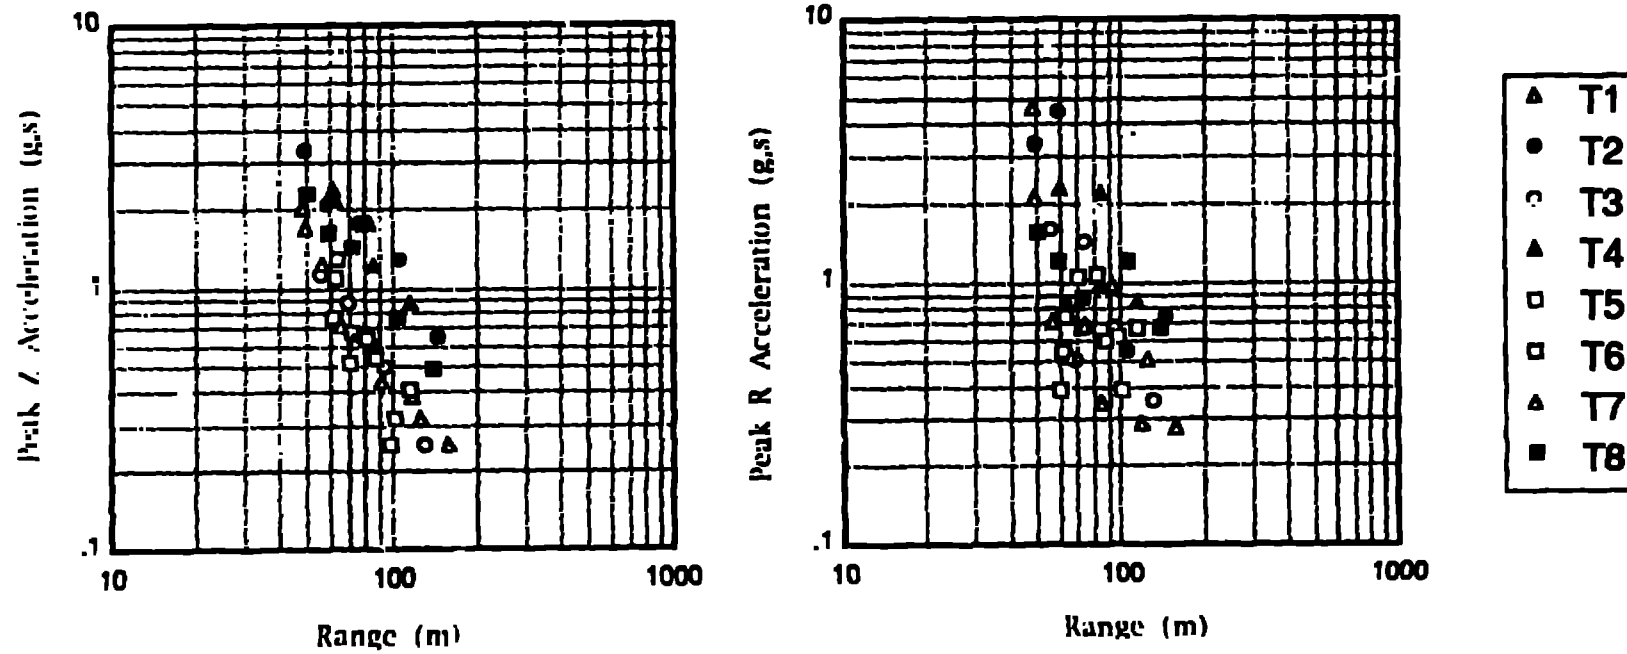 10
1
.1
10 100 1000
Range (m)
Peak Z Acceleration (g,s)
10
1
.1
10 100 1000
Range (m)
Peak R Acceleration (g,s)
T1
T2
T3
T4
T5
T6
T7
T8